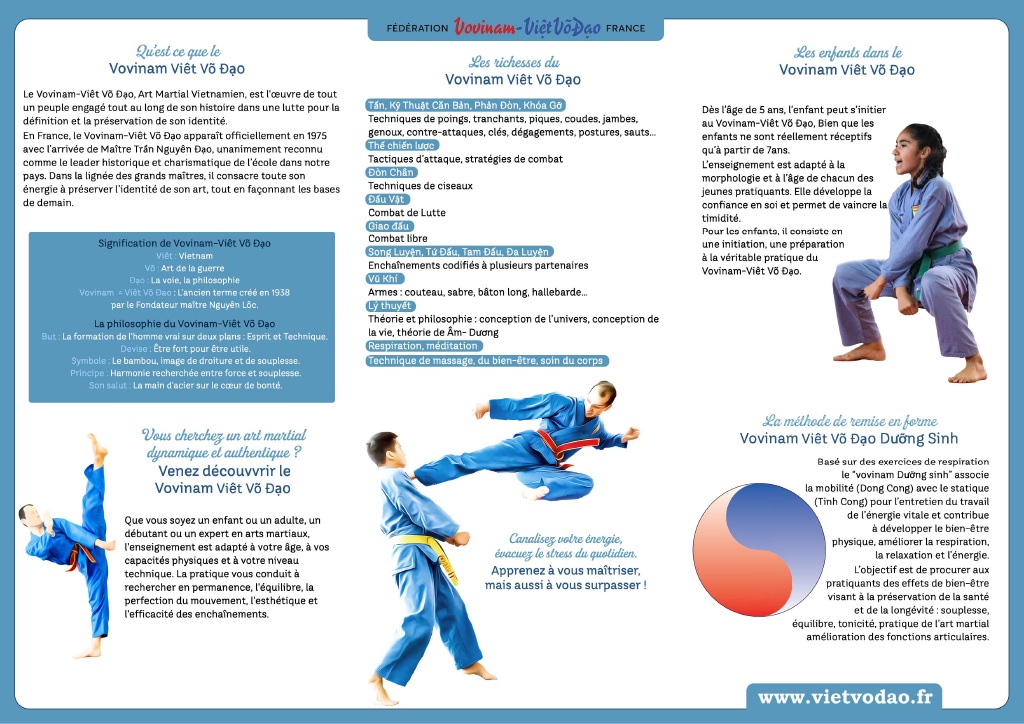 FÉDÉRATION Vovinam-Việt Võ Đạo FRANCE
Qu'est ce que le
Vovinam Viêt Võ Đạo
Le Vovinam-Viêt Võ Đạo, Art Martial Vietnamien, est l'œuvre de tout
un peuple engagé tout au long de son histoire dans une lutte pour la
définition et la préservation de son identité.
En France, le Vovinam-Viêt Võ Đạo apparaît officiellement en 1975
avec l'arrivée de Maître Trần Nguyên Đạo, unanimement reconnu
comme le leader historique et charismatique de l'école dans notre
pays. Dans la lignée des grands maîtres, il consacre toute son
énergie à préserver l'identité de son art, tout en façonnant les bases
de demain.
Signification de Vovinam-Viêt Võ Đạo
Viêt : Vietnam
Võ : Art de la guerre
Đạo : La voie, la philosophie
Vovinam = Viêt Võ Đạo : L'ancien terme créé en 1938
par le Fondateur maître Nguyên Lôc.
La philosophie du Vovinam-Viêt Võ Đạo
But : La formation de l'homme vrai sur deux plans : Esprit et Technique.
Devise : Être fort pour être utile.
Symbole : Le bambou, image de droiture et de souplesse.
Principe : Harmonie recherchée entre force et souplesse.
Son salut : La main d'acier sur le cœur de bonté.
Vous cherchez un art martial
dynamique et authentique ?
Venez découvvrir le
Vovinam Viêt Võ Đạo
Que vous soyez un enfant ou un adulte, un
débutant ou un expert en arts martiaux,
l'enseignement est adapté à votre âge, à vos
capacités physiques et à votre niveau
technique. La pratique vous conduit à
rechercher en permanence, l'équilibre, la
perfection du mouvement, l'esthétique et
l'efficacité des enchaînements.
Les richesses du
Vovinam Viêt Võ Đạo
Tấn, Kỹ Thuật Căn Bản, Phản Đòn, Khóa Gỡ
Techniques de poings, tranchants, piques, coudes, jambes,
genoux, contre-attaques, clés, dégagements, postures, sauts...
Thế chiến lược
Tactiques d'attaque, stratégies de combat
Đòn Chân
Techniques de ciseaux
Đấu Vật
Combat de Lutte
Giao đấu
Combat libre
Song Luyện, Tứ Đấu, Tam Đấu, Đa Luyện
Enchaînements codifiés à plusieurs partenaires
Vũ Khí
Armes : couteau, sabre, bâton long, hallebarde...
Lý thuyết
Théorie et philosophie : conception de l'univers, conception de
la vie, théorie de Âm- Dương
Respiration, méditation
Technique de massage, du bien-être, soin du corps
Canalisez votre énergie,
évacuez le stress du quotidien.
Apprenez à vous maîtriser,
mais aussi à vous surpasser !
Les enfants dans le
Vovinam Viêt Võ Đạo
Dès l'âge de 5 ans, l'enfant peut s'initier
au Vovinam-Viêt Võ Đạo, Bien que les
enfants ne sont réellement réceptifs
qu'à partir de 7ans.
L'enseignement est adapté à la
morphologie et à l'âge de chacun des
jeunes pratiquants. Elle développe la
confiance en soi et permet de vaincre la
timidité.
Pour les enfants, il consiste en
une initiation, une préparation
à la véritable pratique du
Vovinam-Viêt Võ Đạo.
La méthode de remise en forme
Vovinam Viêt Võ Đạo Dưỡng Sinh
Basé sur des exercices de respiration
le "vovinam Dưỡng sinh" associe
la mobilité (Dong Cong) avec le statique
(Tinh Cong) pour l'entretien du travail
de l'énergie vitale et contribue
à développer le bien-être
physique, améliorer la respiration,
la relaxation et l'énergie.
L'objectif est de procurer aux
pratiquants des effets de bien-être
visant à la préservation de la santé
et de la longévité : souplesse,
équilibre, tonicité, pratique de l'art martial
amélioration des fonctions articulaires.
www.vietvodao.fr